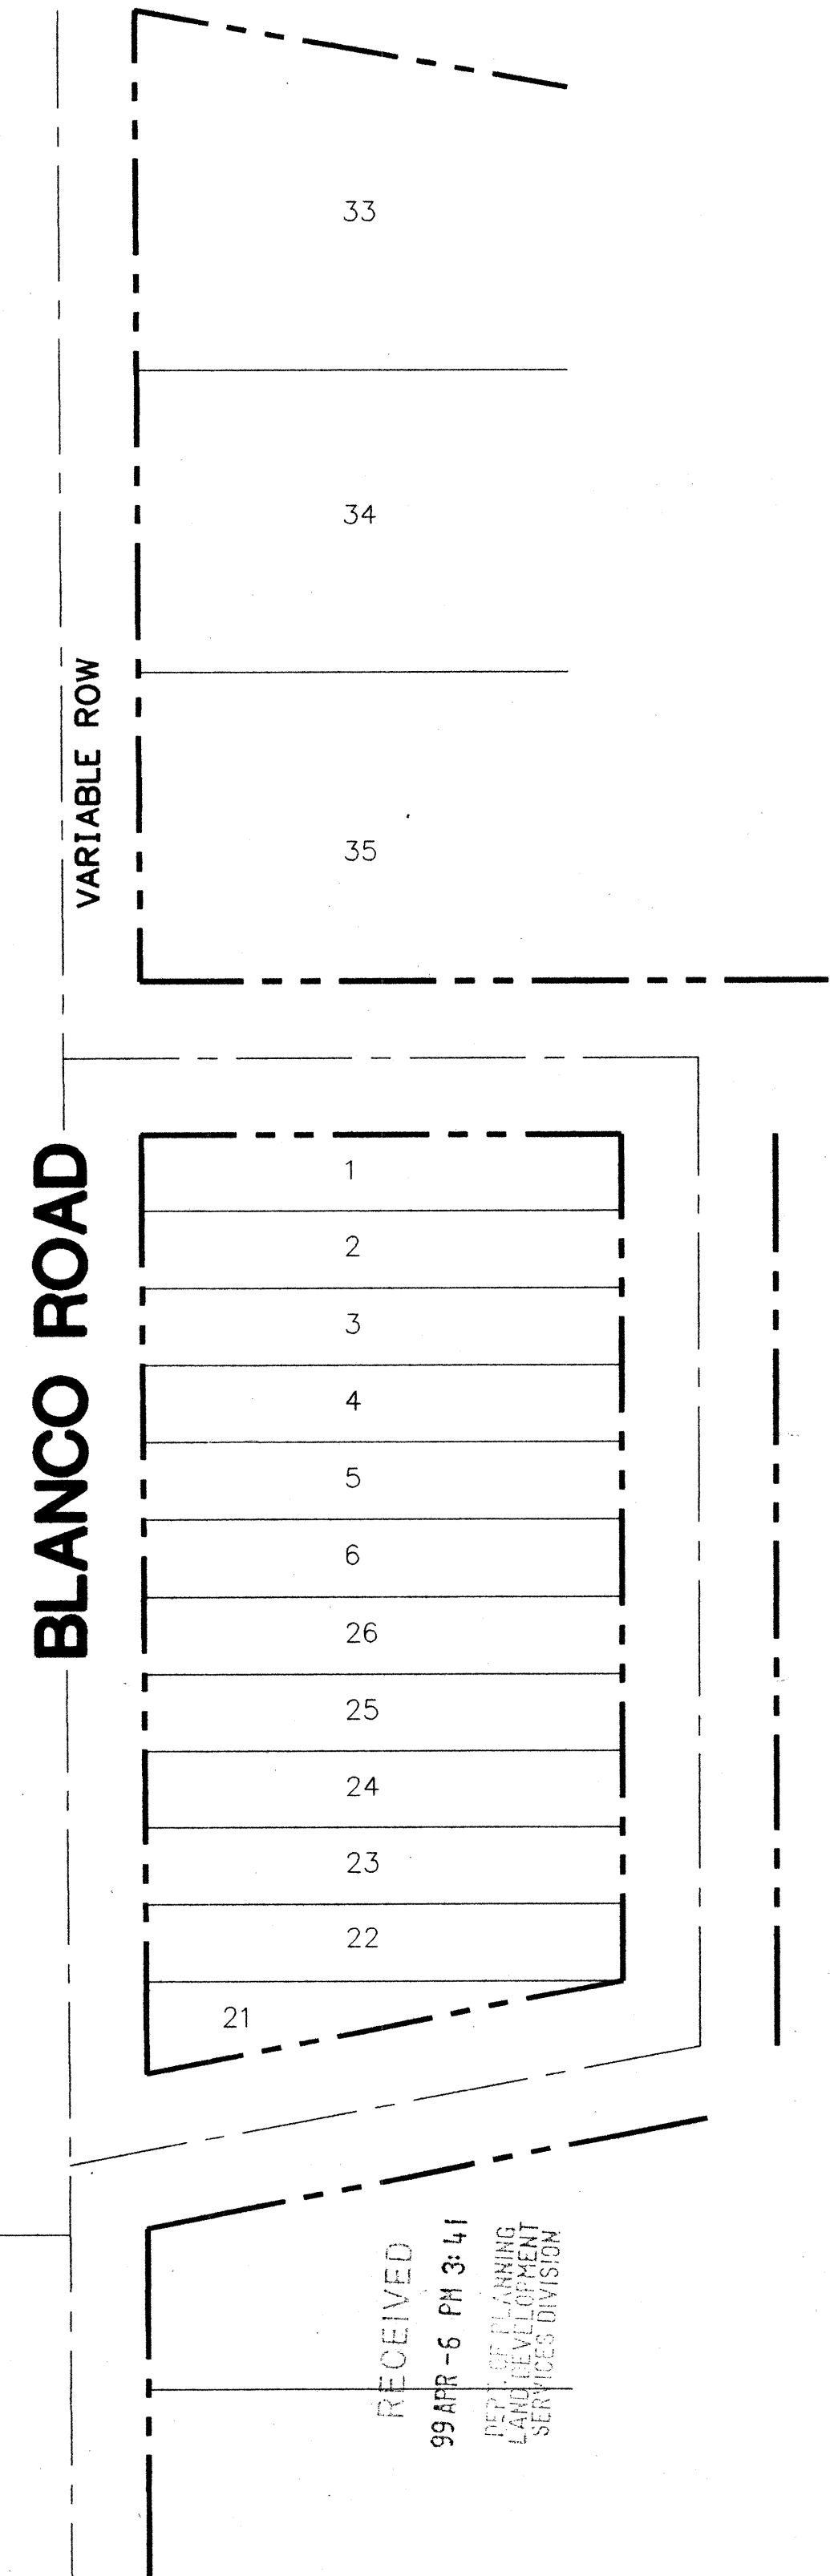 33
34
VARIABLE ROW
35
BLANCO ROAD
1
2
3
4
5
6
26
25
24
23
22
21
RECEIVED
99 APR -6 PM 3:41
DEPT. OF PLANNING
LAND DEVELOPMENT
SERVICES DIVISION